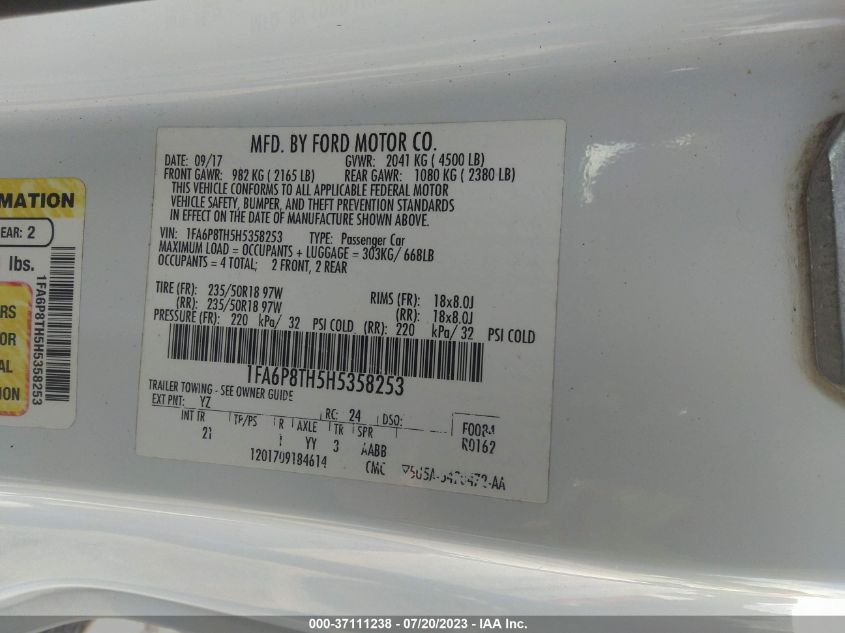 MFD. BY FORD MOTOR CO.
DATE: 09/17 GVWR: 2041 KG ( 4500 LB)
FRONT GAWR: 982 KG ( 2165 LB) REAR GAWR: 1080 KG ( 2380 LB)
THIS VEHICLE CONFORMS TO ALL APPLICABLE FEDERAL MOTOR
VEHICLE SAFETY, BUMPER, AND THEFT PREVENTION STANDARDS
IN EFFECT ON THE DATE OF MANUFACTURE SHOWN ABOVE.
VIN: 1FA6P8TH5H5358253 TYPE: Passenger Car
MAXIMUM LOAD = OCCUPANTS + LUGGAGE = 303KG/ 668LB
OCCUPANTS = 4 TOTAL; 2 FRONT, 2 REAR
TIRE (FR): 235/50R18 97W RIMS (FR): 18x8.0J
(RR): 235/50R18 97W (RR): 18x8.0J
PRESSURE (FR): 220 kPa/ 32 PSI COLD (RR): 220 kPa/ 32 PSI COLD
1FA6P8TH5H5358253
TRAILER TOWING - SEE OWNER GUIDE
EXT PNT: YZ RC: 24 DSO: F0084
INT TR TP/PS R AXLE TR SPR R0162
21 I YY 3 AABB
1201709184614 CMC
MATION
EAR: 2
lbs.
RS
OR
AL
TION
1FA6P8TH5H5358253
000-37111238 - 07/20/2023 - IAA Inc.